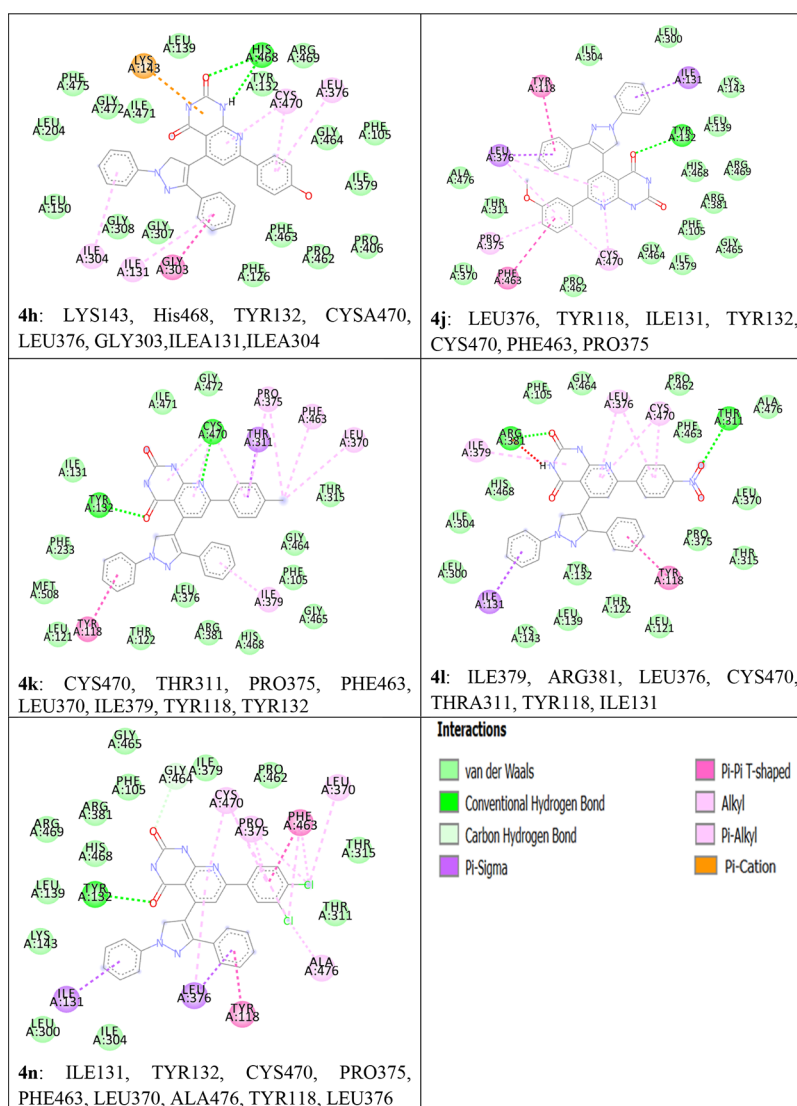 LEU A:139
HIS A:468
ARG A:469
LYS A:143
PHE A:475
TYR A:132
LEU A:376
CYS A:470
GLY A:472
ILE A:471
LEU A:204
GLY A:464
PHE A:105
O
H
N
N
N
O
ILE A:379
N
N
O
LEU A:150
GLY A:308
GLY A:307
PHE A:463
ILE A:304
ILE A:131
GLY A:303
PHE A:126
PRO A:462
PRO A:406
4h: LYS143, His468, TYR132, CYSA470,
LEU376, GLY303,ILEA131,ILEA304
LEU A:300
ILE A:304
TYR A:118
ILE A:131
LYS A:143
TYR A:132
LEU A:139
LEU A:376
ALA A:476
HIS A:468
ARG A:469
THR A:311
ARG A:381
N
N
O
N
N
N
O
O
PHE A:105
PRO A:375
CYS A:470
GLY A:464
ILE A:379
GLY A:465
LEU A:370
PHE A:463
PRO A:462
4j: LEU376, TYR118, ILE131, TYR132,
CYS470, PHE463, PRO375
GLY A:472
ILE A:471
PRO A:375
PHE A:463
CYS A:470
THR A:311
LEU A:370
ILE A:131
THR A:315
TYR A:132
O
N
N
N
O
N
N
PHE A:233
GLY A:464
MET A:508
PHE A:105
LEU A:376
ILE A:379
GLY A:465
LEU A:121
TYR A:118
THR A:122
ARG A:381
HIS A:468
4k: CYS470, THR311, PRO375, PHE463,
LEU370, ILE379, TYR118, TYR132
PHE A:105
GLY A:464
PRO A:462
LEU A:376
CYS A:470
THR A:311
ALA A:476
ARG A:381
ILE A:379
PHE A:463
O
N
H
N
N
O
N
O
O
N
N
HIS A:468
LEU A:370
ILE A:304
PRO A:375
THR A:315
LEU A:300
TYR A:132
TYR A:118
ILE A:131
LEU A:139
THR A:122
LEU A:121
LYS A:143
4l: ILE379, ARG381, LEU376, CYS470,
THRA311, TYR118, ILE131
GLY A:465
GLY A:464
ILE A:379
PRO A:462
PHE A:105
LEU A:370
CYS A:470
ARG A:381
PRO A:375
PHE A:463
ARG A:469
HIS A:468
THR A:315
O
N
N
N
O
Cl
Cl
N
N
LEU A:139
TYR A:132
THR A:311
LYS A:143
ALA A:476
ILE A:131
LEU A:376
TYR A:118
LEU A:300
ILE A:304
4n: ILE131, TYR132, CYS470, PRO375,
PHE463, LEU370, ALA476, TYR118, LEU376
Interactions
van der Waals
Conventional Hydrogen Bond
Carbon Hydrogen Bond
Pi-Sigma
Pi-Pi T-shaped
Alkyl
Pi-Alkyl
Pi-Cation